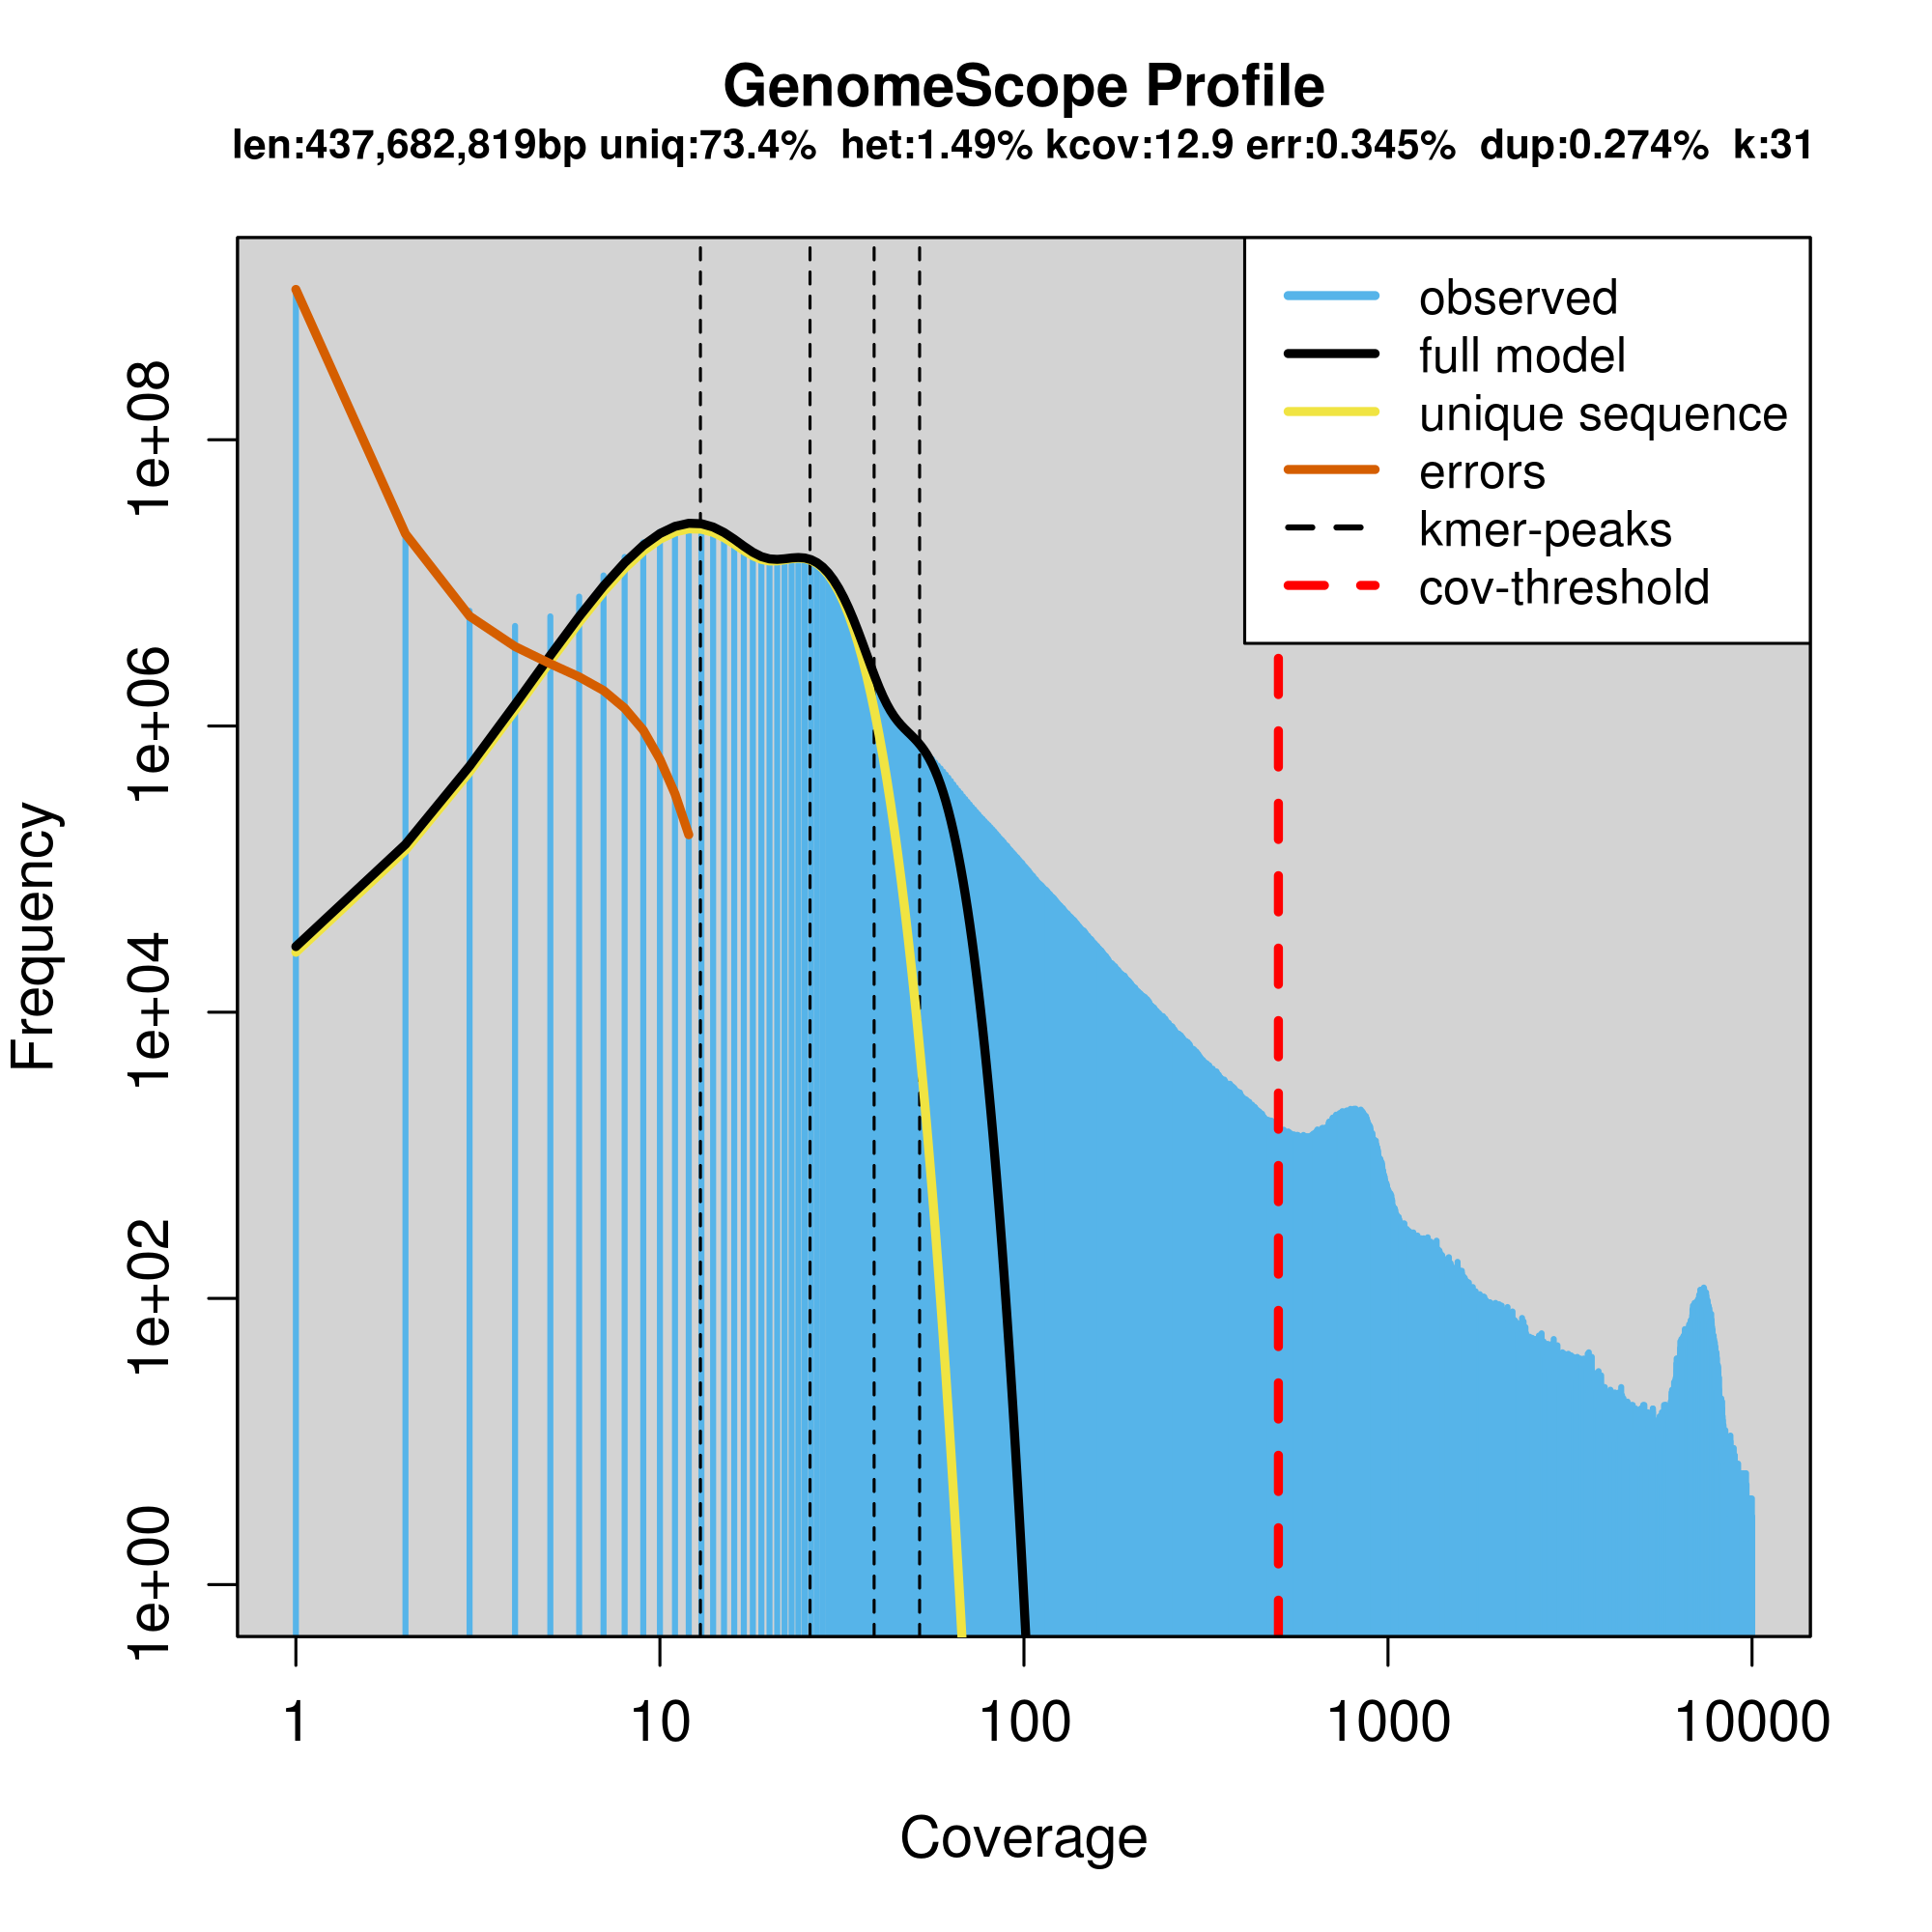 GenomeScope Profile
len:437,682,819bp uniq:73.4% het:1.49% kcov:12.9 err:0.345% dup:0.274% k:31
observed
full model
unique sequence
errors
kmer-peaks
cov-threshold
Frequency
1e+08
1e+06
1e+04
1e+02
1e+00
1 10 100 1000 10000
Coverage